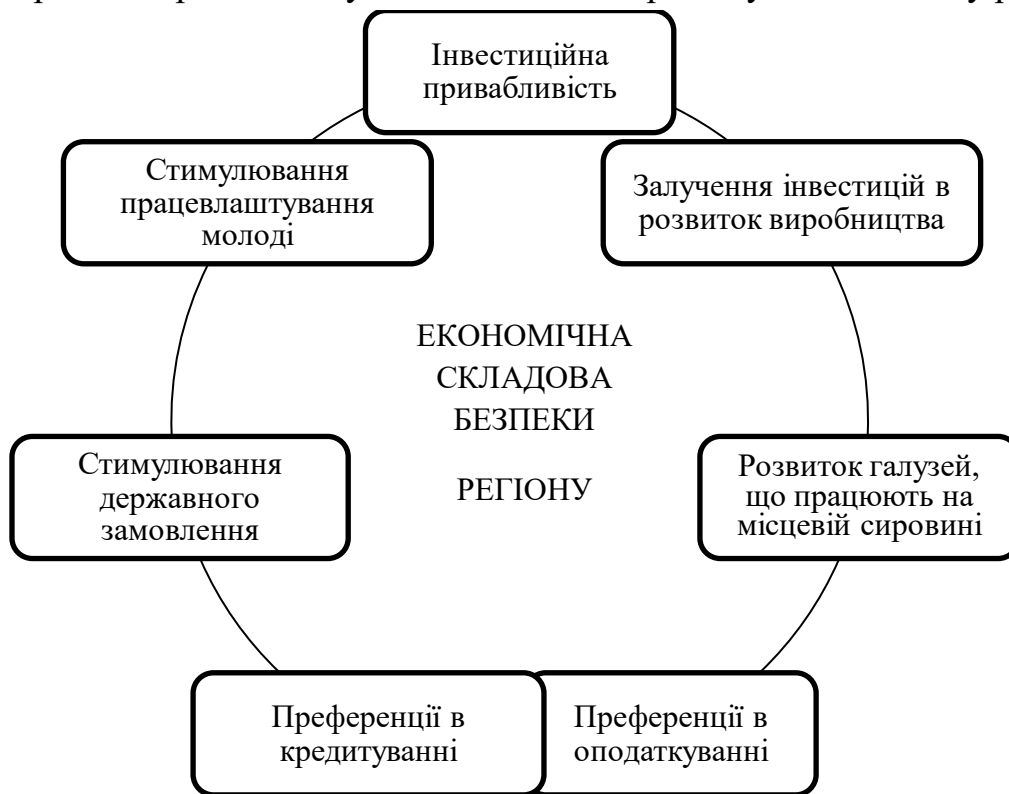 Інвестиційна
привабливість
Стимулювання
працевлаштування
молоді
Залучення інвестицій в
розвиток виробництва
ЕКОНОМІЧНА
СКЛАДОВА
БЕЗПЕКИ
РЕГІОНУ
Стимулювання
державного
замовлення
Розвиток галузей,
що працюють на
місцевій сировині
Преференції в
кредитуванні
Преференції в
оподаткуванні